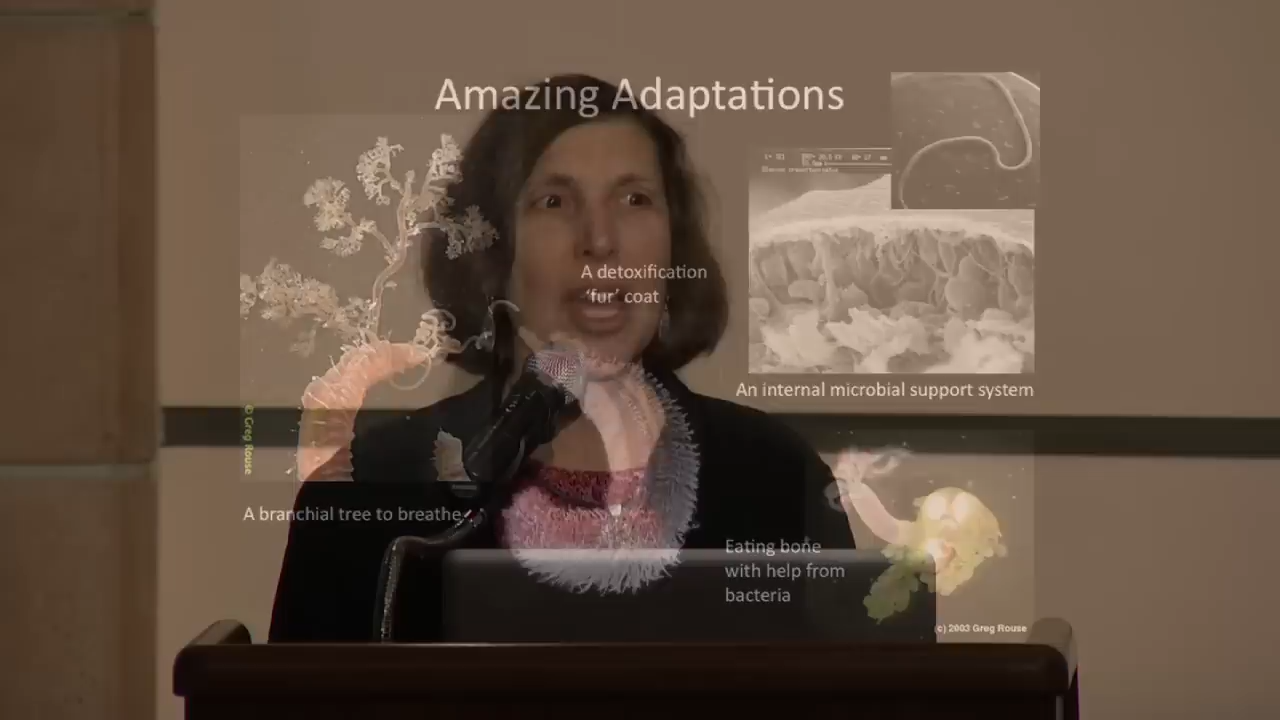 Amazing Adaptations
A detoxification
‘fur’ coat
An internal microbial support system
© Greg Rouse
A branchial tree to breathe
Eating bone
with help from
bacteria
(c) 2003 Greg Rouse